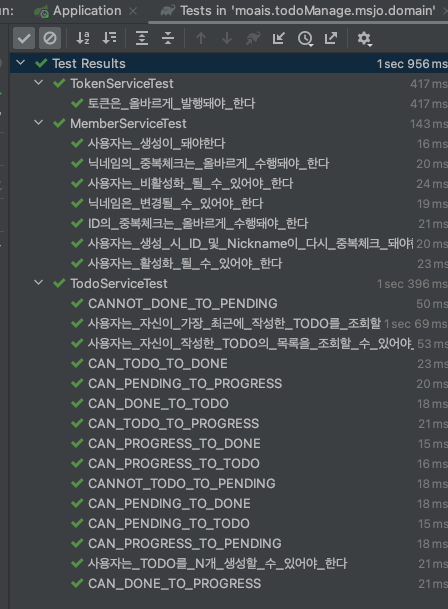 un: Application × Tests in 'moais.todoManage.msjo.domain' ×
Test Results 1 sec 956 ms
TokenServiceTest 417 ms
토큰은_올바르게_발행돼야_한다 417 ms
MemberServiceTest 143 ms
사용자는_생성이_돼야한다 16 ms
닉네임의_중복체크는_올바르게_수행돼야_한다 20 ms
사용자는_비활성화_될_수_있어야_한다 24 ms
닉네임은_변경될_수_있어야_한다 19 ms
ID의_중복체크는_올바르게_수행돼야_한다 21 ms
사용자는_생성_시_ID_및_Nickname이_다시_중복체크_돼야한 20 ms
사용자는_활성화_될_수_있어야_한다 23 ms
TodoServiceTest 1 sec 396 ms
CANNOT_DONE_TO_PENDING 50 ms
사용자는_자신이_가장_최근에_작성한_TODO를_조회할 1 sec 69 ms
사용자는_자신이_작성한_TODO의_목록을_조회할_수_있어야_ 53 ms
CAN_TODO_TO_DONE 23 ms
CAN_PENDING_TO_PROGRESS 20 ms
CAN_DONE_TO_TODO 18 ms
CAN_TODO_TO_PROGRESS 21 ms
CAN_PROGRESS_TO_DONE 15 ms
CAN_PROGRESS_TO_TODO 16 ms
CANNOT_TODO_TO_PENDING 18 ms
CAN_PENDING_TO_DONE 18 ms
CAN_PENDING_TO_TODO 15 ms
CAN_PROGRESS_TO_PENDING 18 ms
사용자는_TODO를_N개_생성할_수_있어야_한다 21 ms
CAN_DONE_TO_PROGRESS 21 ms